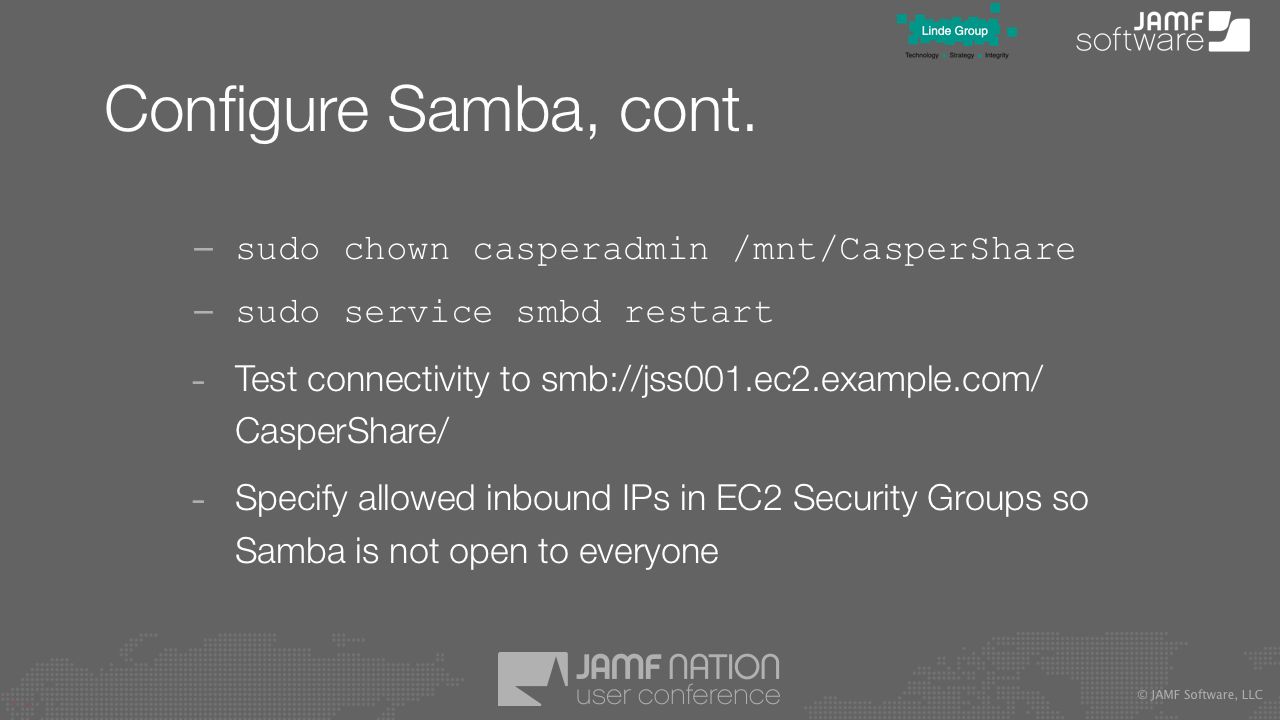 Linde Group
Technology Strategy Integrity
JAMF
software
Configure Samba, cont.
– sudo chown casperadmin /mnt/CasperShare
– sudo service smbd restart
- Test connectivity to smb://jss001.ec2.example.com/
CasperShare/
- Specify allowed inbound IPs in EC2 Security Groups so
Samba is not open to everyone
JAMF NATION
user conference
© JAMF Software, LLC